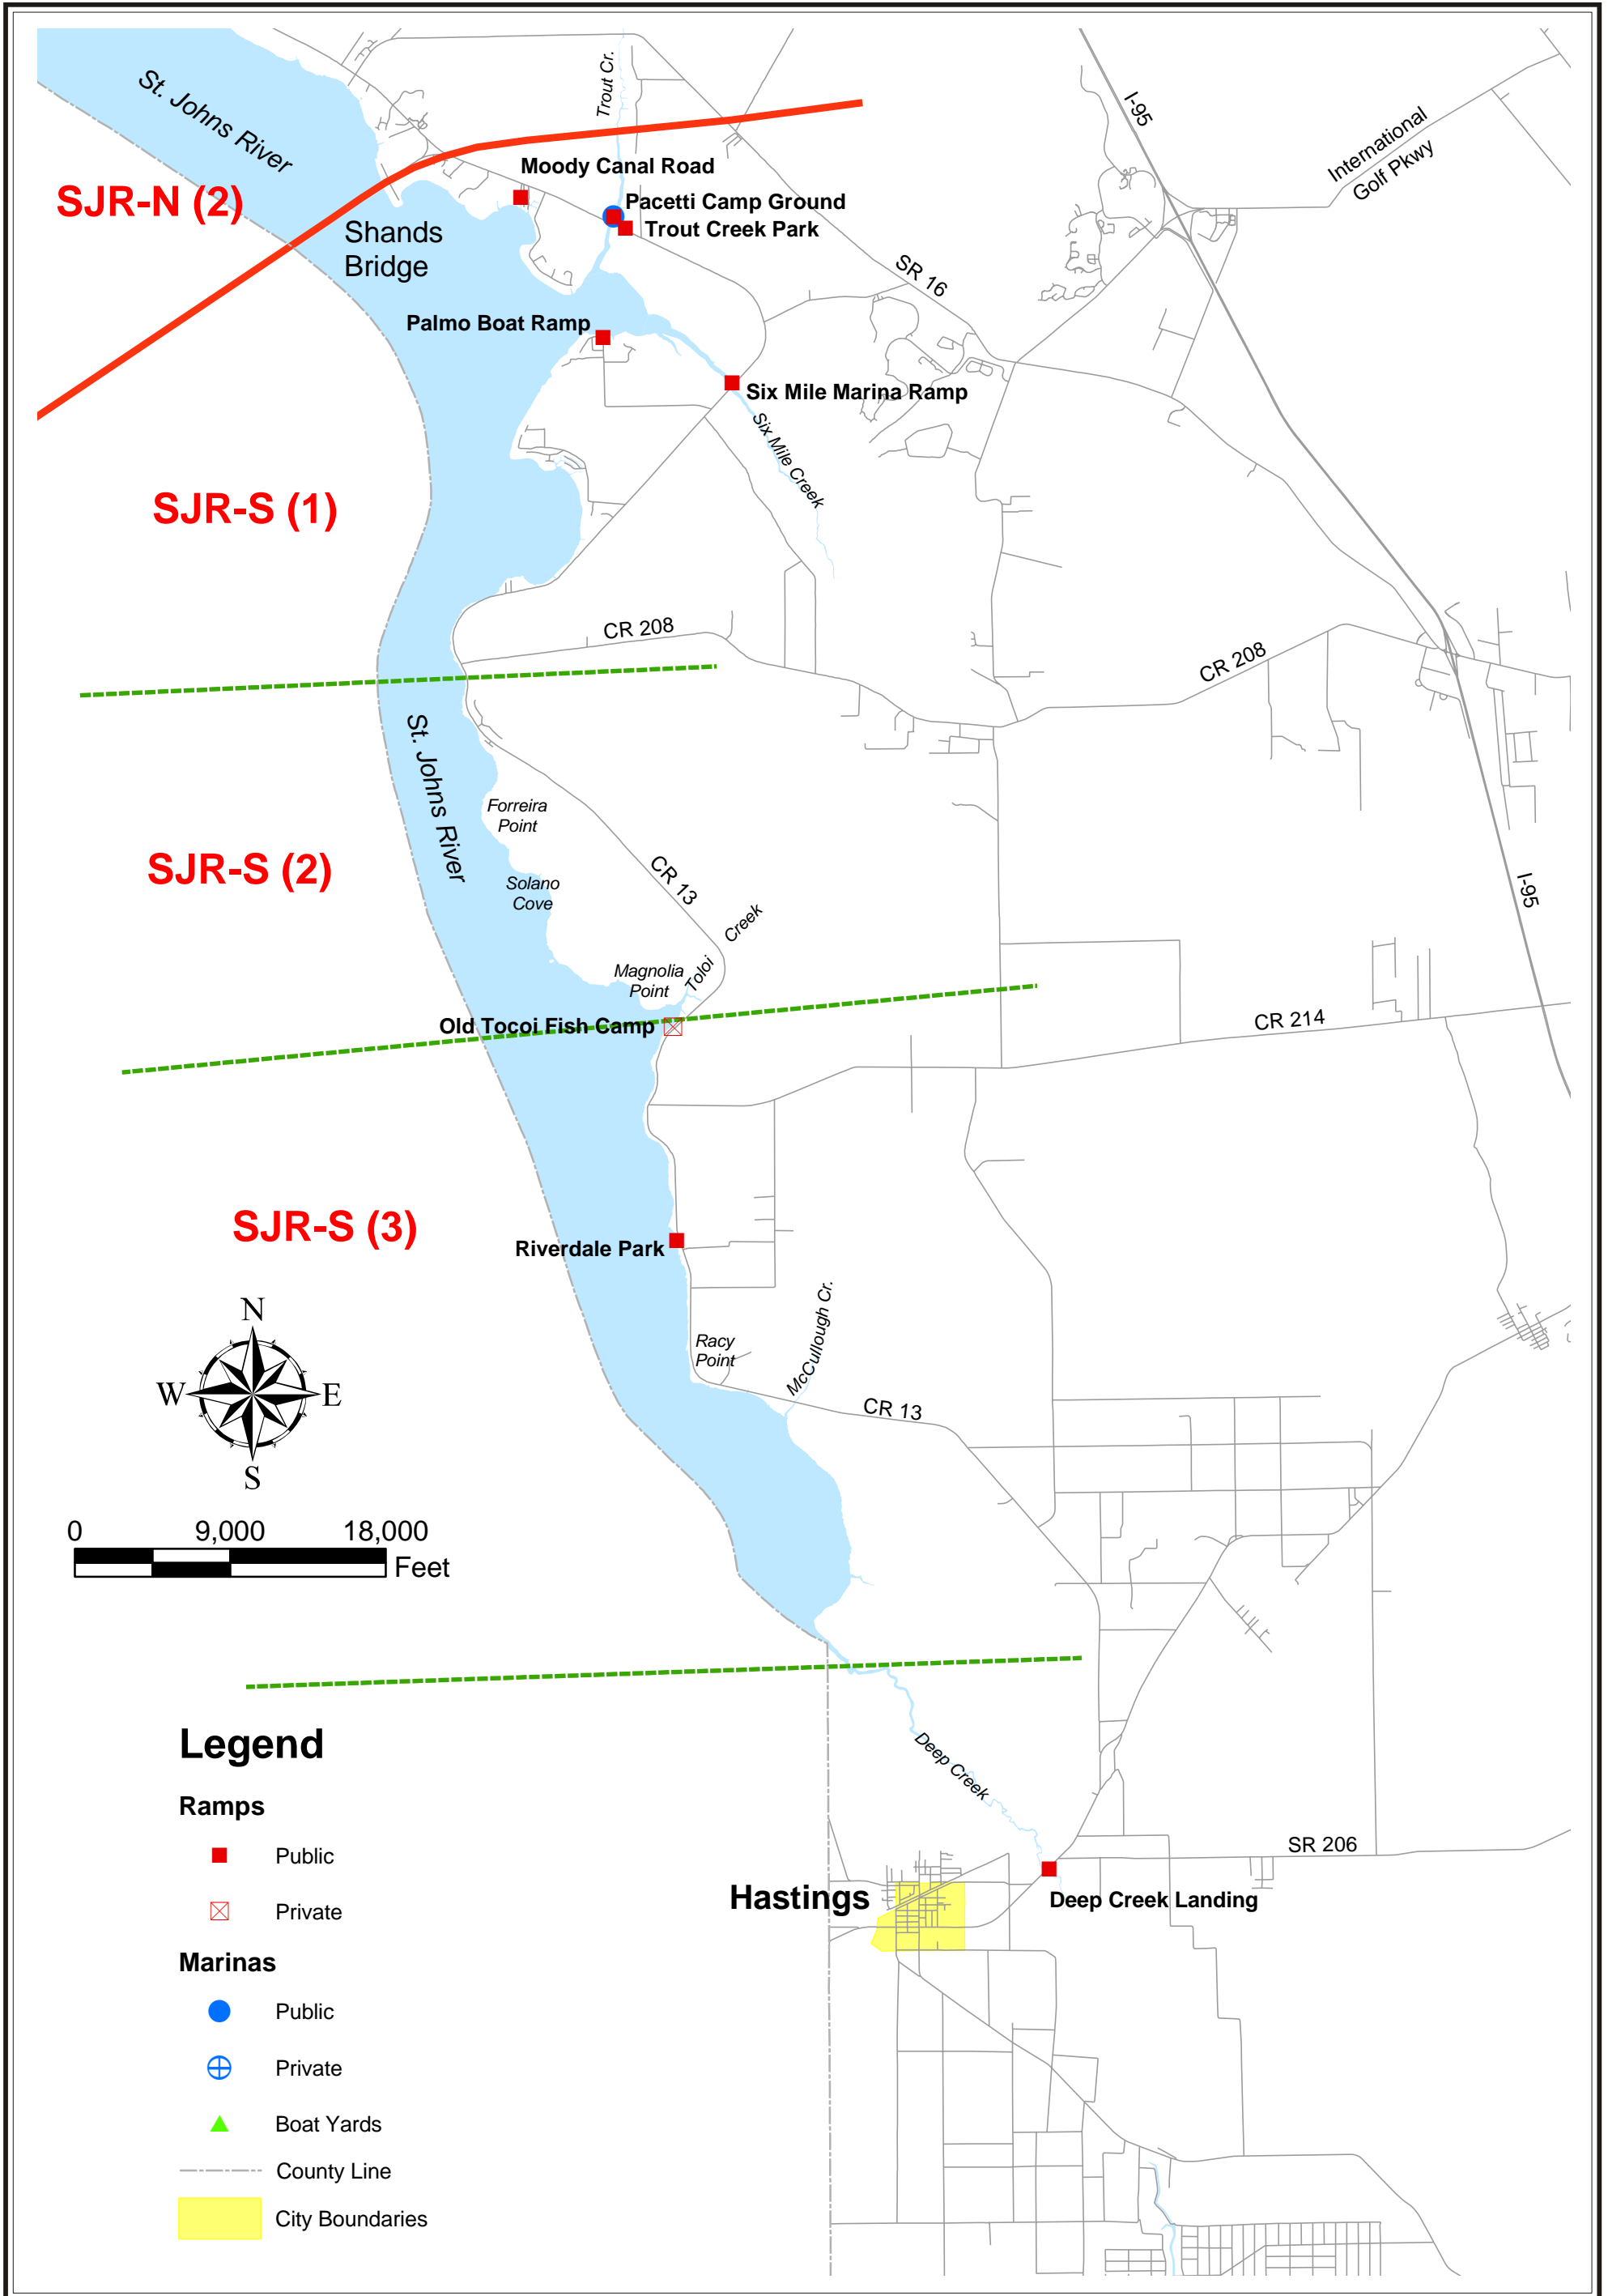 St. Johns River
Trout Cr.
I-95
International
Golf Pkwy
Moody Canal Road
SJR-N (2)
Pacetti Camp Ground
Trout Creek Park
Shands
Bridge
SR 16
Palmo Boat Ramp
Six Mile Marina Ramp
Six Mile Creek
SJR-S (1)
CR 208
CR 208
St. Johns River
Forreira
Point
SJR-S (2)
CR 13
Solano
Cove
I-95
Toloi Creek
Magnolia
Point
Old Tocoi Fish Camp
CR 214
SJR-S (3)
Riverdale Park
McCullough Cr.
Racy
Point
CR 13
N
W
E
S
0 9,000 18,000
Feet
Deep Creek
Legend
Ramps
Public
Private
SR 206
Hastings
Deep Creek Landing
Marinas
Public
Private
Boat Yards
County Line
City Boundaries